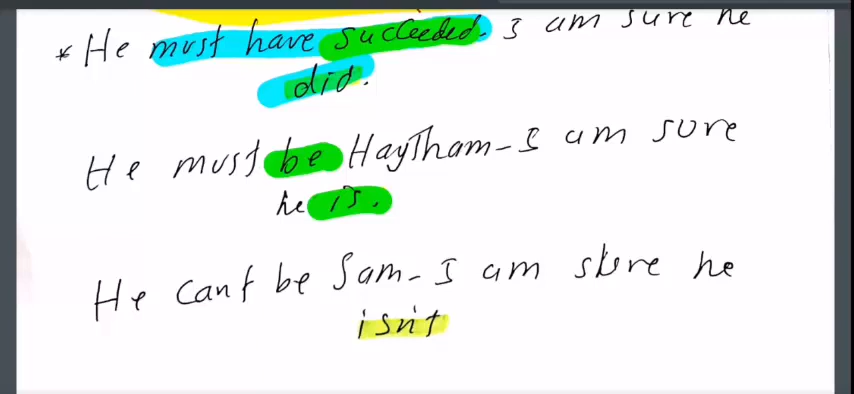 * He must have succeeded. I am sure he
did.
He must be Haytham - I am sure
he is.
He can't be Sam - I am sure he
isn't